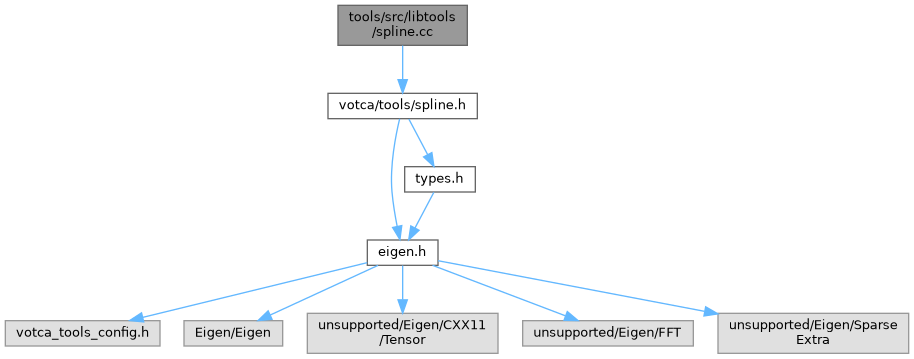 tools/src/libtools
/spline.cc
votca/tools/spline.h
types.h
eigen.h
votca_tools_config.h
Eigen/Eigen
unsupported/Eigen/CXX11
/Tensor
unsupported/Eigen/FFT
unsupported/Eigen/Sparse
Extra